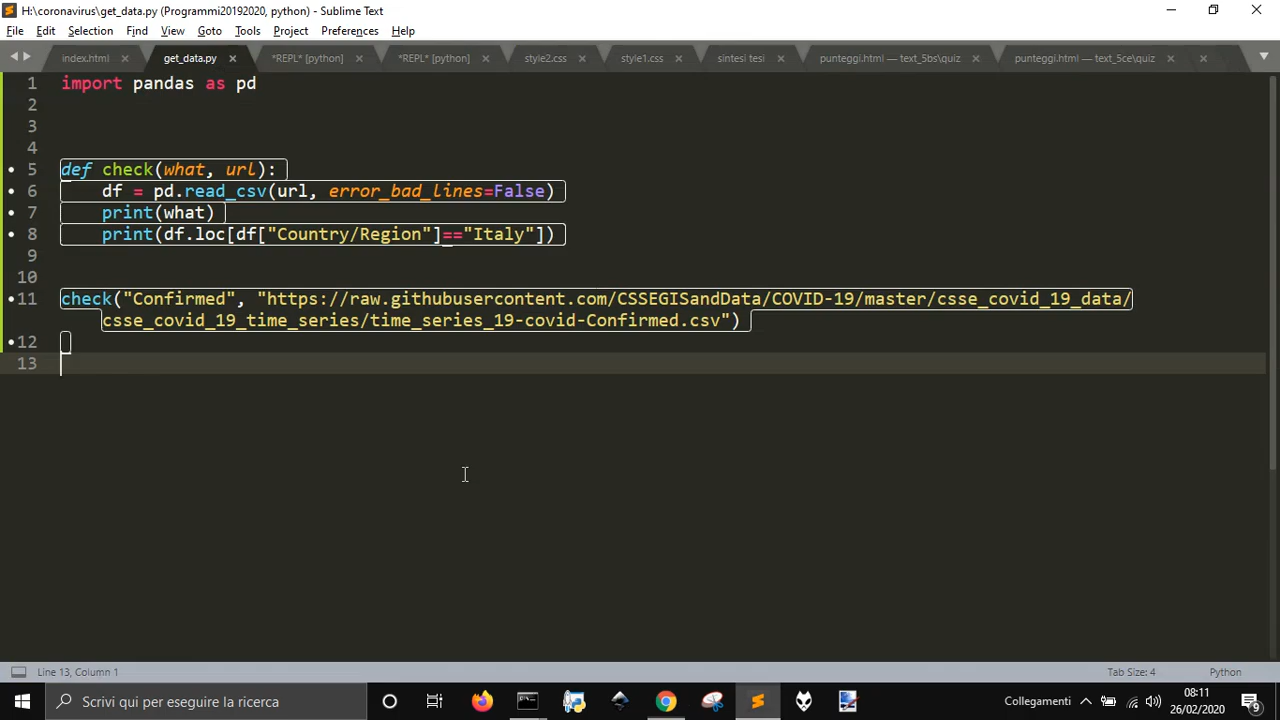 H:\coronavirus\get_data.py (Programmi20192020, python) - Sublime Text
File Edit Selection Find View Goto Tools Project Preferences Help
index.html get_data.py *REPL* [python] *REPL* [python] style2.css style1.css sintesi tesi punteggi.html — text_5bs\quiz punteggi.html — text_5ce\quiz
1 import pandas as pd
2
3
4
5 def check(what, url):
6 df = pd.read_csv(url, error_bad_lines=False)
7 print(what)
8 print(df.loc[df["Country/Region"]=="Italy"])
9
10
11 check("Confirmed", "https://raw.githubusercontent.com/CSSEGISandData/COVID-19/master/csse_covid_19_data/
csse_covid_19_time_series/time_series_19-covid-Confirmed.csv")
12
13
Line 13, Column 1 Tab Size: 4 Python
Scrivi qui per eseguire la ricerca Collegamenti 08:11
26/02/2020 9